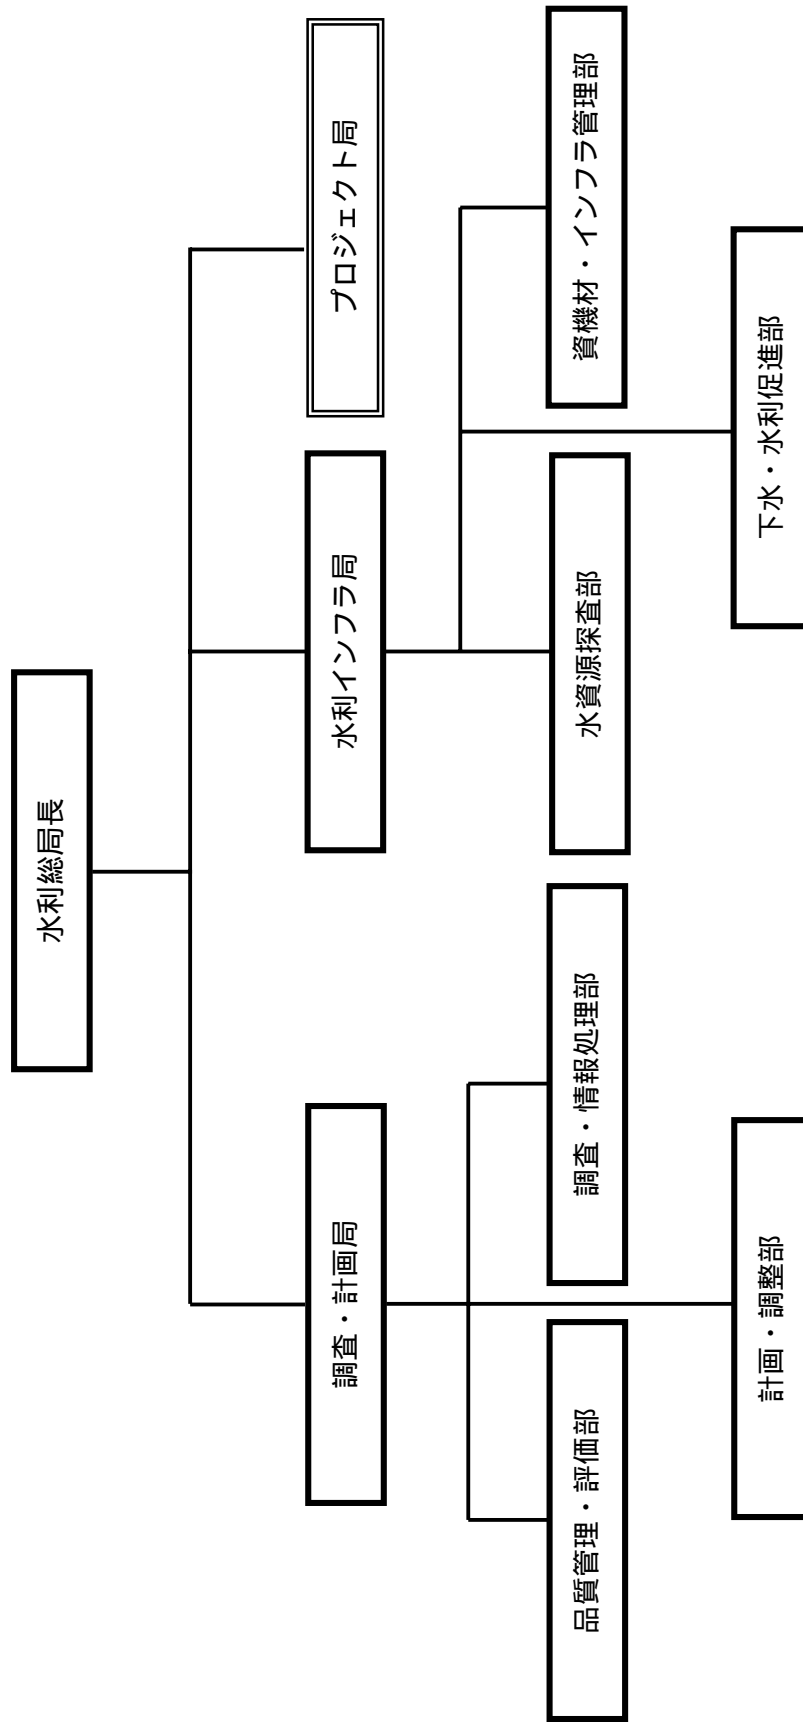 水利総局長
調査・計画局
水利インフラ局
プロジェクト局
品質管理・評価部
調査・情報処理部
水資源探査部
資機材・インフラ管理部
計画・調整部
下水・水利促進部